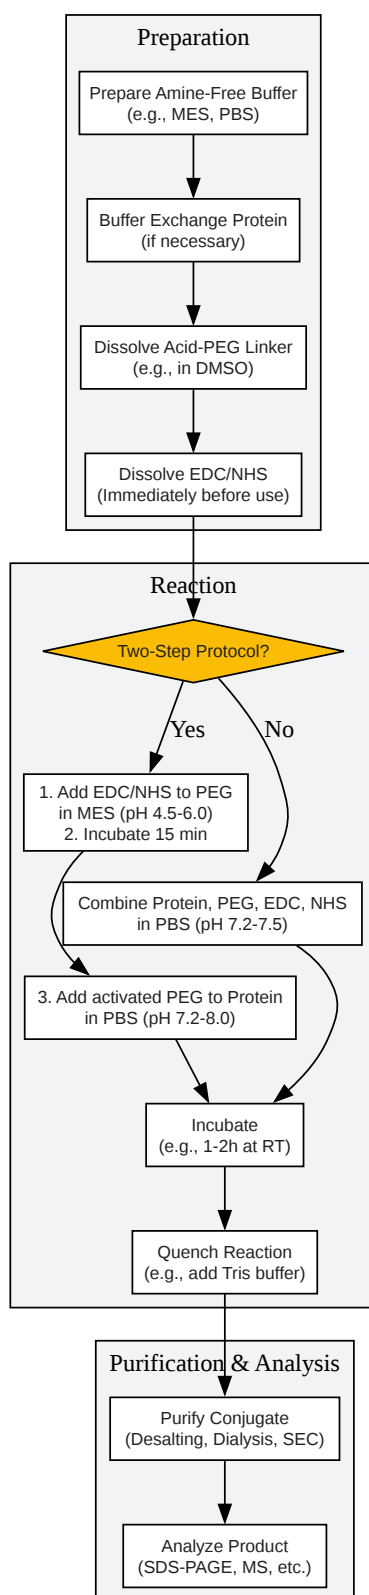 Preparation
Prepare Amine-Free Buffer
(e.g., MES, PBS)
Buffer Exchange Protein
(if necessary)
Dissolve Acid-PEG Linker
(e.g., in DMSO)
Dissolve EDC/NHS
(Immediately before use)
Reaction
Two-Step Protocol?
Yes
No
1. Add EDC/NHS to PEG
in MES (pH 4.5-6.0)
2. Incubate 15 min
Combine Protein, PEG, EDC, NHS
in PBS (pH 7.2-7.5)
3. Add activated PEG to Protein
in PBS (pH 7.2-8.0)
Incubate
(e.g., 1-2h at RT)
Quench Reaction
(e.g., add Tris buffer)
Purification & Analysis
Purify Conjugate
(Desalting, Dialysis, SEC)
Analyze Product
(SDS-PAGE, MS, etc.)